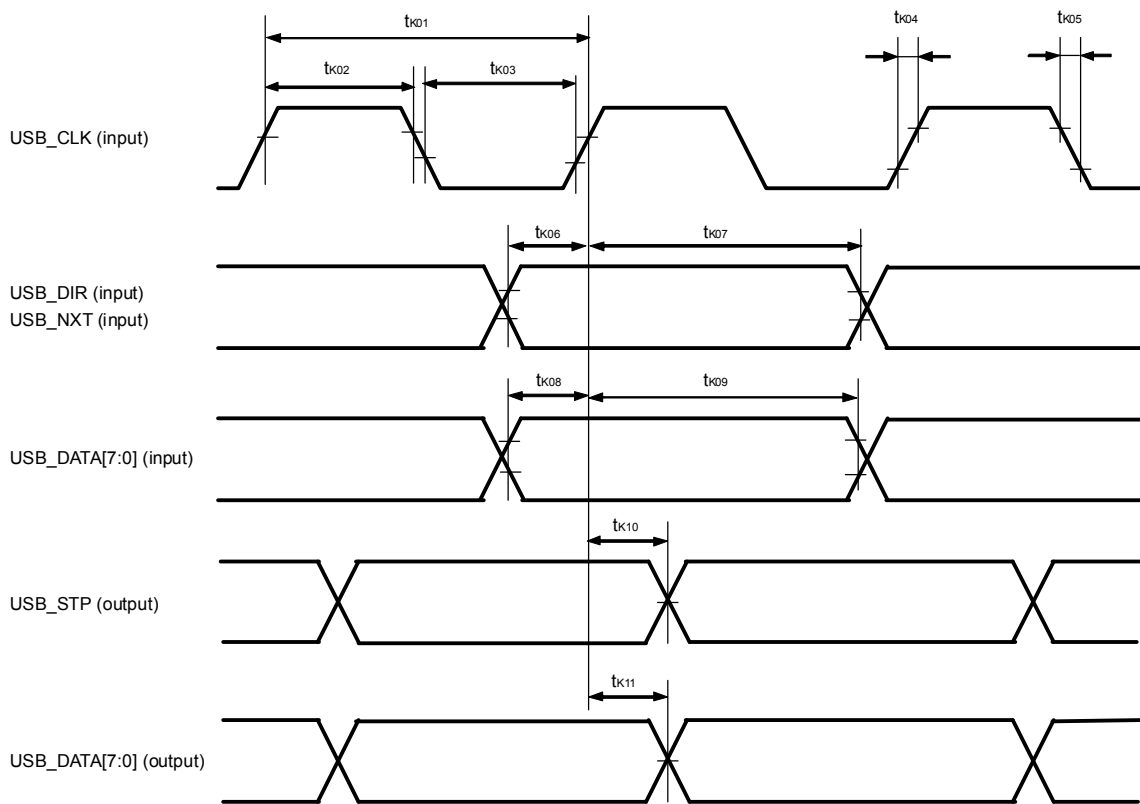 tK01
tK04
tK05
tK02
tK03
USB_CLK (input)
tK06
tK07
USB_DIR (input)
USB_NXT (input)
tK08
tK09
USB_DATA[7:0] (input)
tK10
USB_STP (output)
tK11
USB_DATA[7:0] (output)